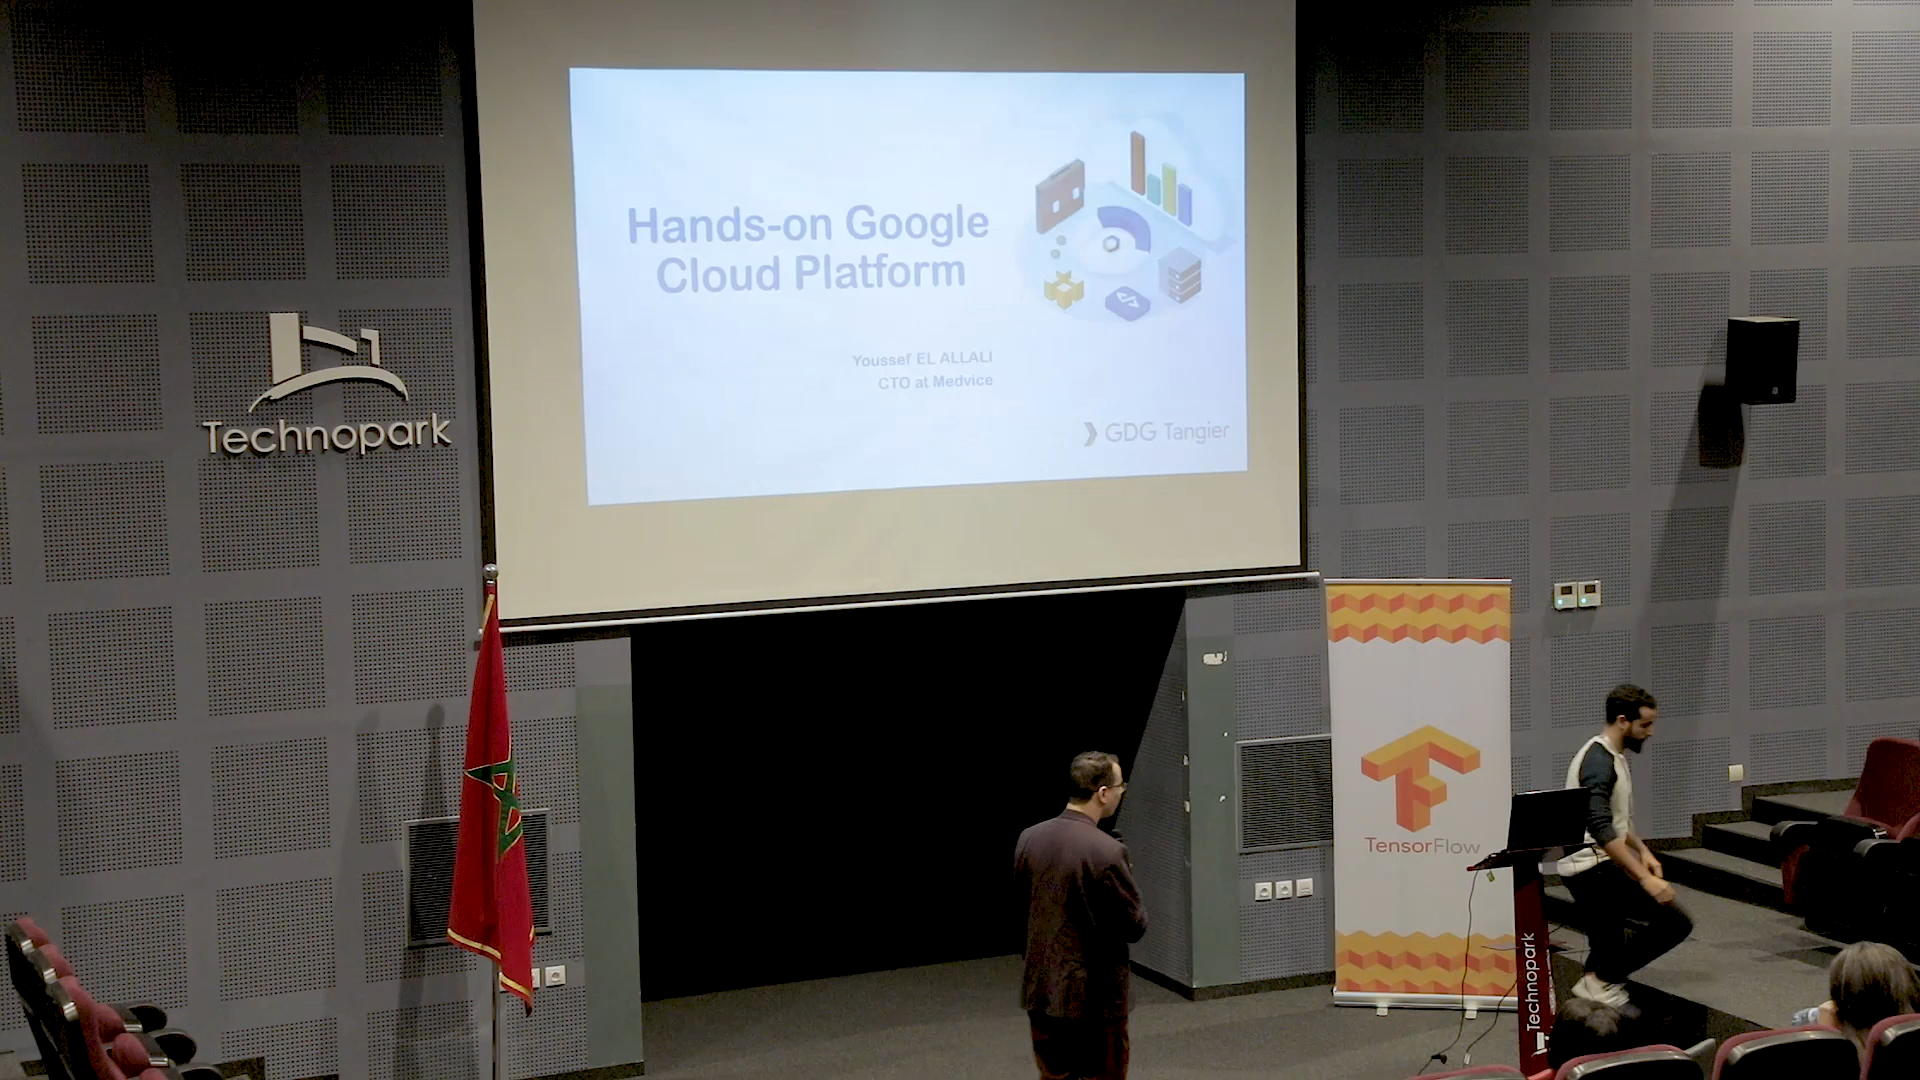 Hands-on Google
Cloud Platform
Youssef EL ALLALI
CTO at Medvice
GDG Tangier
Technopark
TensorFlow
Technopark